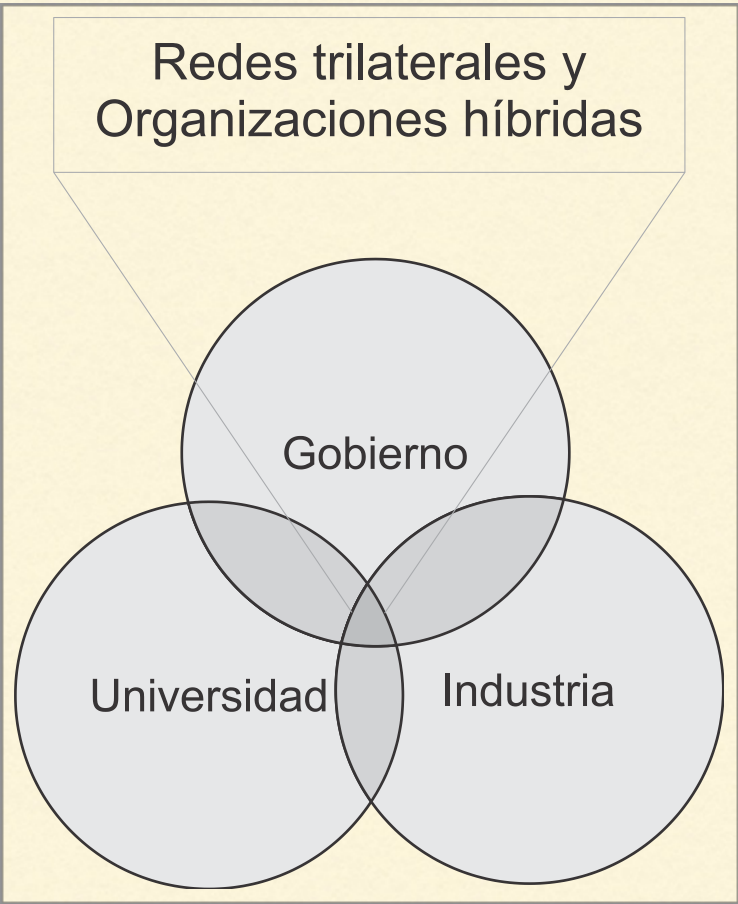 Redes trilaterales y
Organizaciones híbridas
Gobierno
Universidad
Industria